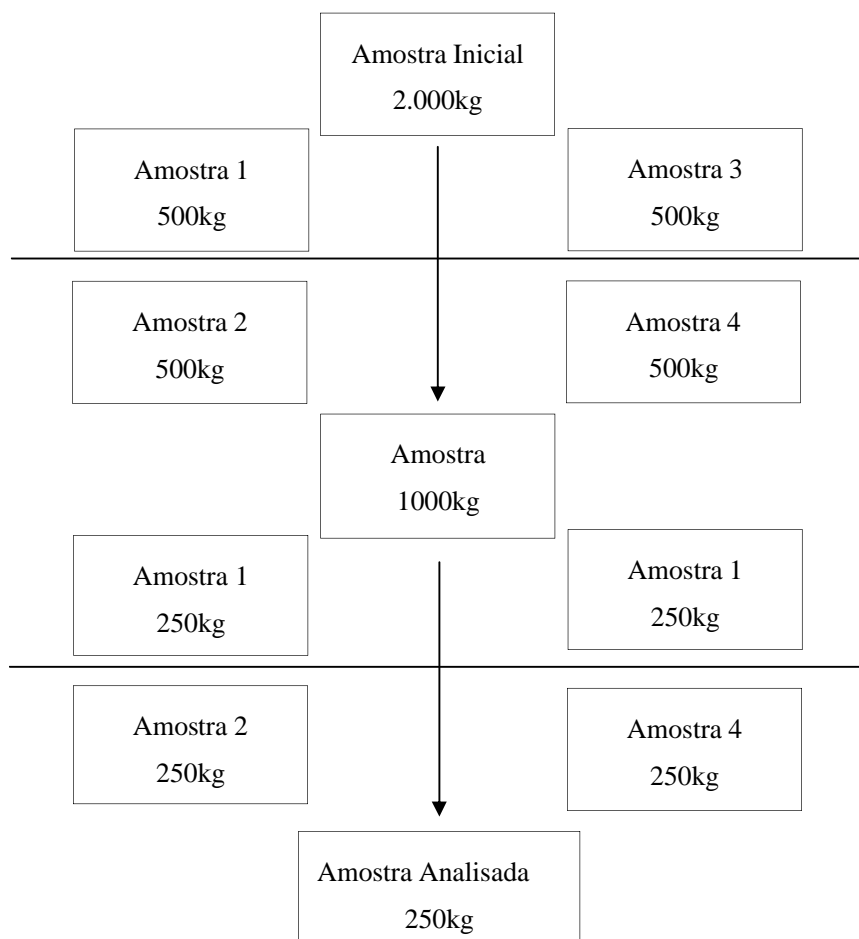 Amostra Inicial
2.000kg
Amostra 1
500kg
Amostra 3
500kg
Amostra 2
500kg
Amostra 4
500kg
Amostra
1000kg
Amostra 1
250kg
Amostra 1
250kg
Amostra 2
250kg
Amostra 4
250kg
Amostra Analisada
250kg